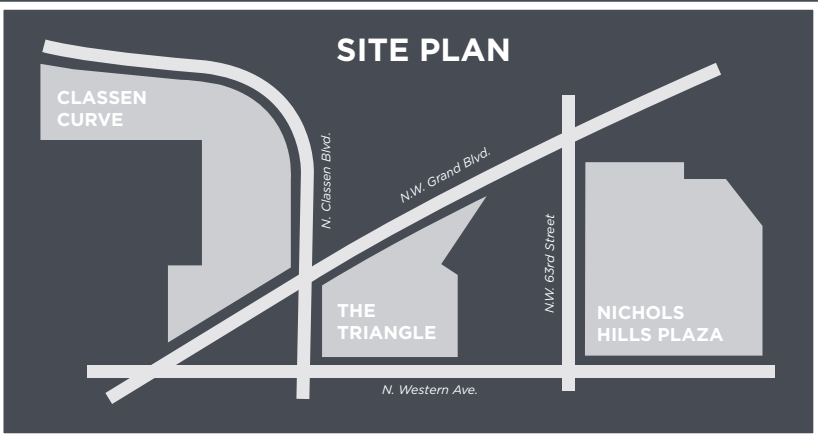 SITE PLAN
CLASSEN
CURVE
N. Classen Blvd.
N.W. Grand Blvd.
N.W. 63rd Street
THE
TRIANGLE
NICHOLS
HILLS PLAZA
N. Western Ave.